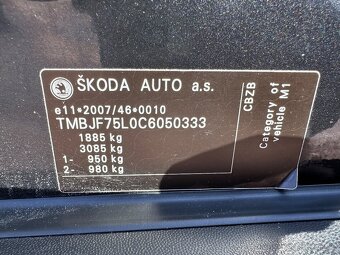 ŠKODA AUTO a.s.
e11*2007/46*0010
TMBJF75L0C6050333
1885 kg
3085 kg
1- 950 kg
2- 980 kg
CBZB
Category of
vehicle M1